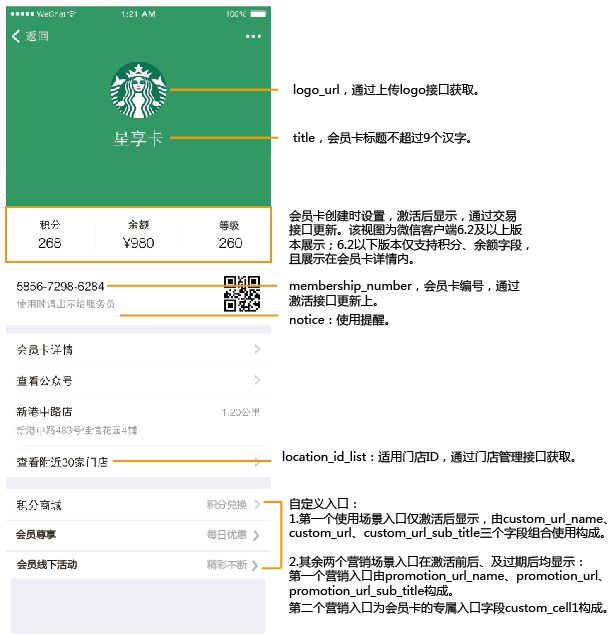 WeChat
1:21 AM
100%
返回
星享卡
积分
余额
等级
268
¥980
260
5856-7298-6284
使用时请出示给服务员
会员卡详情
查看公众号
新港中路店
1.20公里
新港中路483号佳信花园4铺
查看附近30家门店
积分商城
积分兑换
会员尊享
每日优惠
会员线下活动
精彩不断
logo_url，通过上传logo接口获取。
title，会员卡标题不超过9个汉字。
会员卡创建时设置，激活后显示，通过交易
接口更新。该视图为微信客户端6.2及以上版
本展示；6.2以下版本仅支持积分、余额字段，
且展示在会员卡详情内。
membership_number，会员卡编号，通过
激活接口更新上。
notice：使用提醒。
location_id_list：适用门店ID，通过门店管理接口获取。
自定义入口：
1.第一个使用场景入口仅激活后显示，由custom_url_name、
custom_url、custom_url_sub_title三个字段组合使用构成。
2.其余两个营销场景入口在激活前后、及过期后均显示：
第一个营销入口由promotion_url_name、promotion_url、
promotion_url_sub_title构成。
第二个营销入口为会员卡的专属入口字段custom_cell1构成。